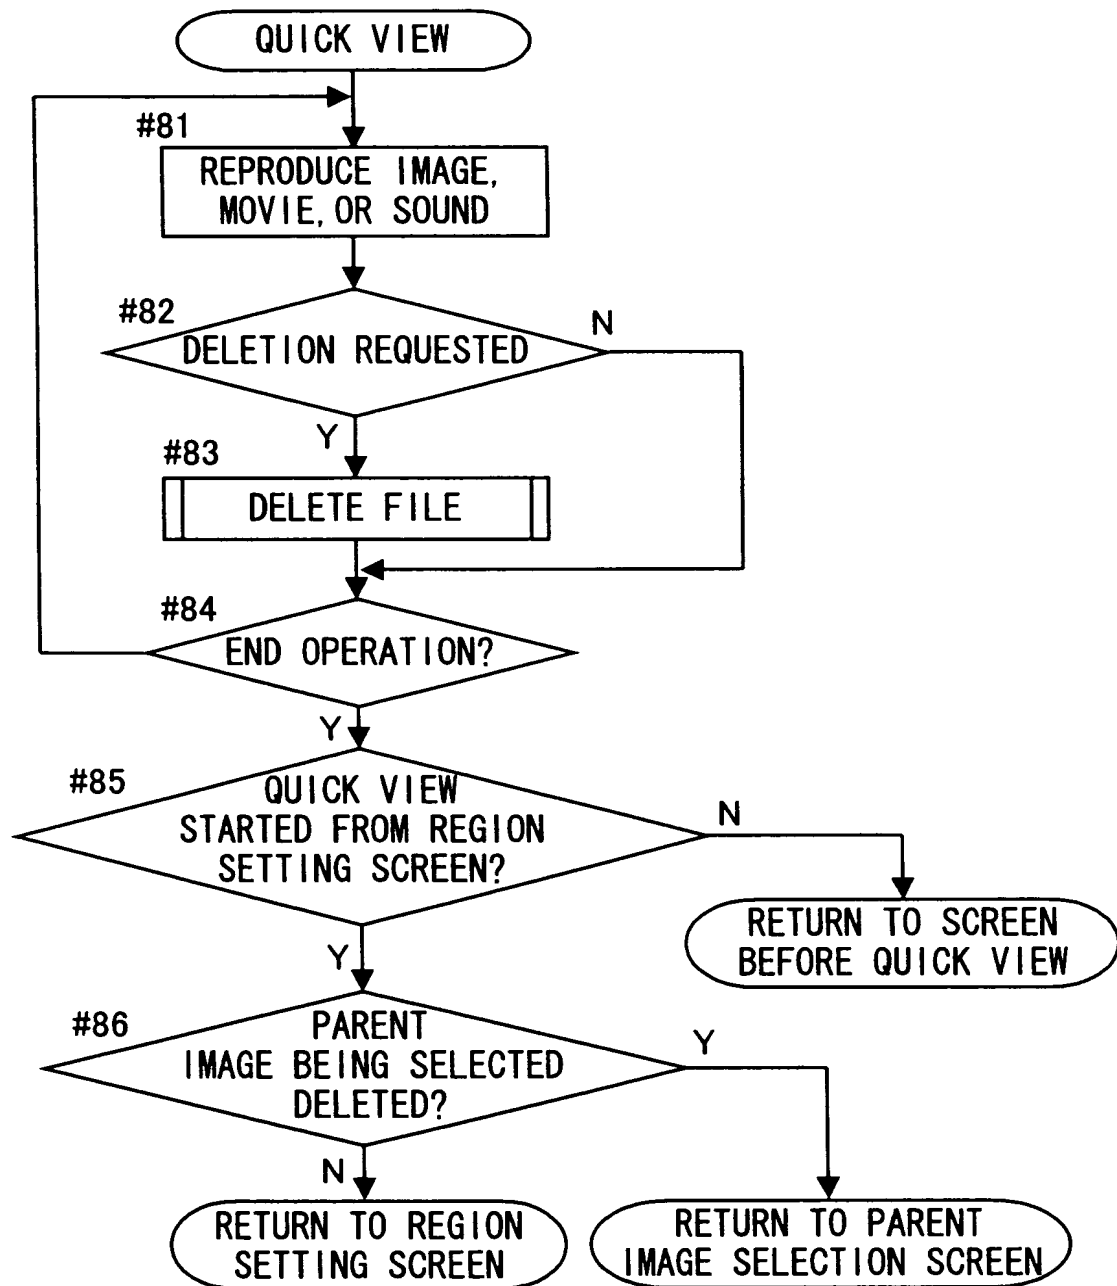 QUICK VIEW
#81
REPRODUCE IMAGE,
MOVIE, OR SOUND
#82
DELETION REQUESTED
N
Y
#83
DELETE FILE
#84
END OPERATION?
Y
#85
QUICK VIEW
STARTED FROM REGION
SETTING SCREEN?
N
RETURN TO SCREEN
BEFORE QUICK VIEW
Y
#86
PARENT
IMAGE BEING SELECTED
DELETED?
Y
N
RETURN TO REGION
SETTING SCREEN
RETURN TO PARENT
IMAGE SELECTION SCREEN